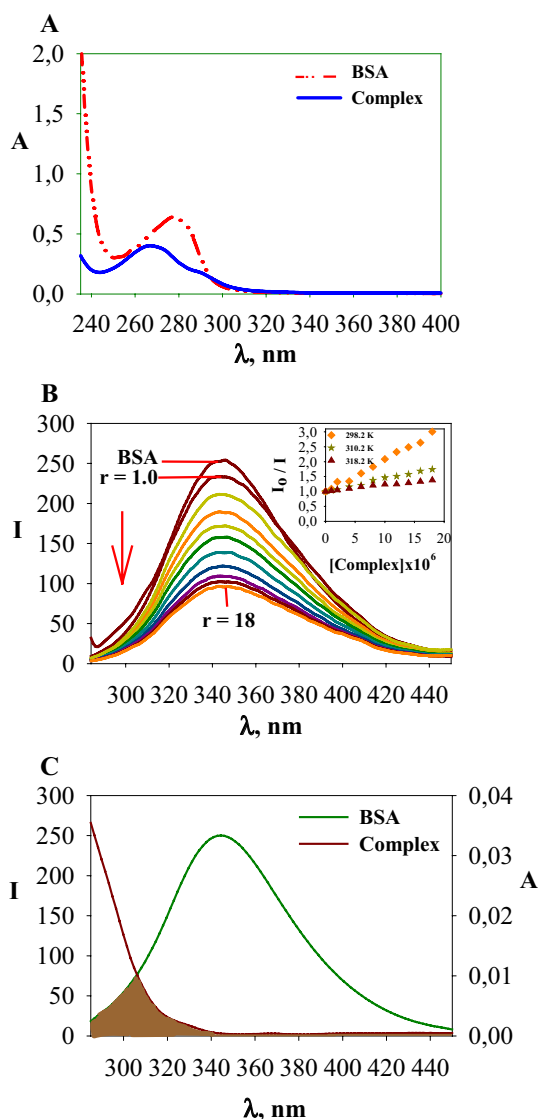 A
2,0
1,5
A
1,0
0,5
0,0
BSA
Complex
240 260 280 300 320 340 360 380 400
λ, nm
B
300
250
200
I
150
100
50
0
BSA
r = 1.0
r = 18
3,0
2,5
2,0
1,5
1,0
0,5
0,0
I₀ / I
298.2 K
310.2 K
318.2 K
0 5 10 15 20
[Complex]x10⁶
300 320 340 360 380 400 420 440
λ, nm
C
300
250
200
I
150
100
50
0
BSA
Complex
0,04
0,03
A
0,02
0,01
0,00
300 320 340 360 380 400 420 440
λ, nm